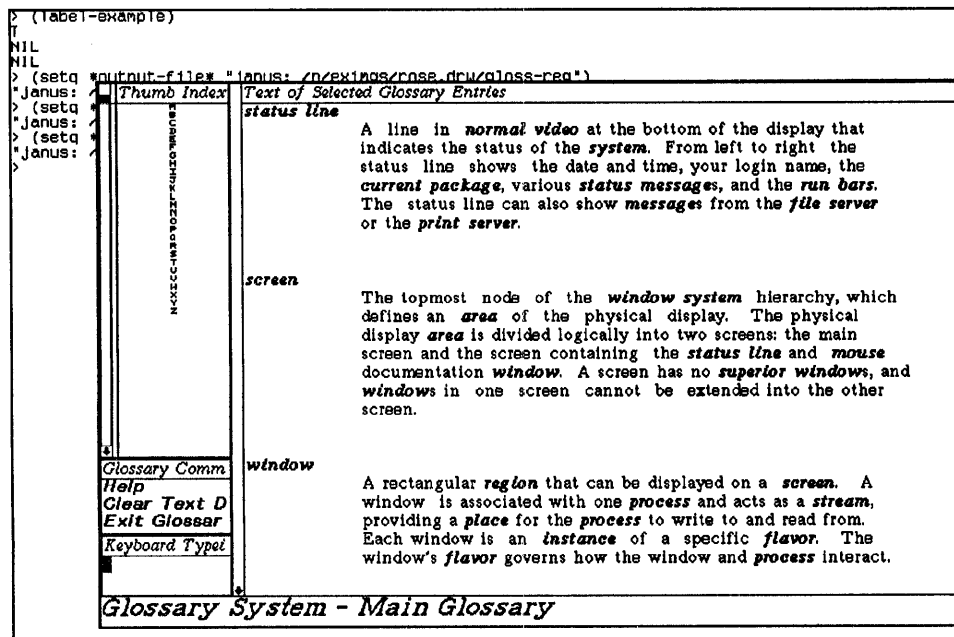 > (label-example)
T
NIL
NIL
> (setq *output-file* "janus: /n/eximgs/rose.dru/gloss-reg")
"janus: /
> (setq *
"janus: /
> (setq *
"janus: /
>
Thumb Index
A
B
C
D
E
F
G
H
I
J
K
L
M
N
O
P
Q
R
S
T
U
V
W
X
Y
Z
Glossary Comm
Help
Clear Text D
Exit Glossar
Keyboard Typei
Text of Selected Glossary Entries
status line
A line in normal video at the bottom of the display that
indicates the status of the system. From left to right the
status line shows the date and time, your login name, the
current package, various status messages, and the run bars.
The status line can also show messages from the file server
or the print server.
screen
The topmost node of the window system hierarchy, which
defines an area of the physical display. The physical
display area is divided logically into two screens: the main
screen and the screen containing the status line and mouse
documentation window. A screen has no superior windows, and
windows in one screen cannot be extended into the other
screen.
window
A rectangular region that can be displayed on a screen. A
window is associated with one process and acts as a stream,
providing a place for the process to write to and read from.
Each window is an instance of a specific flavor. The
window's flavor governs how the window and process interact.
Glossary System - Main Glossary